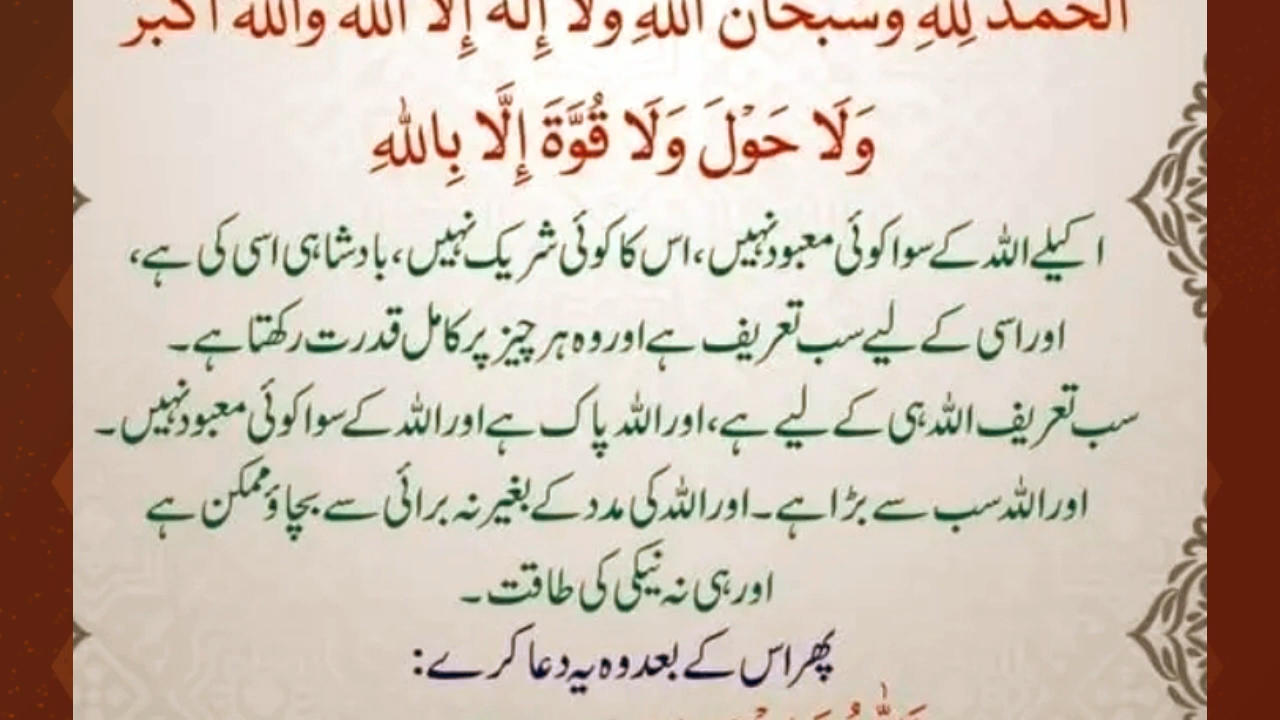 الحمد للهِ وسبحان اللهِ ولا إله إلا الله والله أكبر
وَلَا حَوْلَ وَلَا قُوَّةَ إِلَّا بِاللّٰهِ
اکیلے اللہ کے سوا کوئی معبود نہیں، اس کا کوئی شریک نہیں، بادشاہی اسی کی ہے،
اور اسی کے لیے سب تعریف ہے اور وہ ہر چیز پر کامل قدرت رکھتا ہے۔
سب تعریف اللہ ہی کے لیے ہے، اور اللہ پاک ہے اور اللہ کے سوا کوئی معبود نہیں۔
اور اللہ سب سے بڑا ہے۔ اور اللہ کی مدد کے بغیر نہ برائی سے بچاؤ ممکن ہے
اور ہی نہ نیکی کی طاقت۔
پھر اس کے بعد وہ یہ دعا کرے: